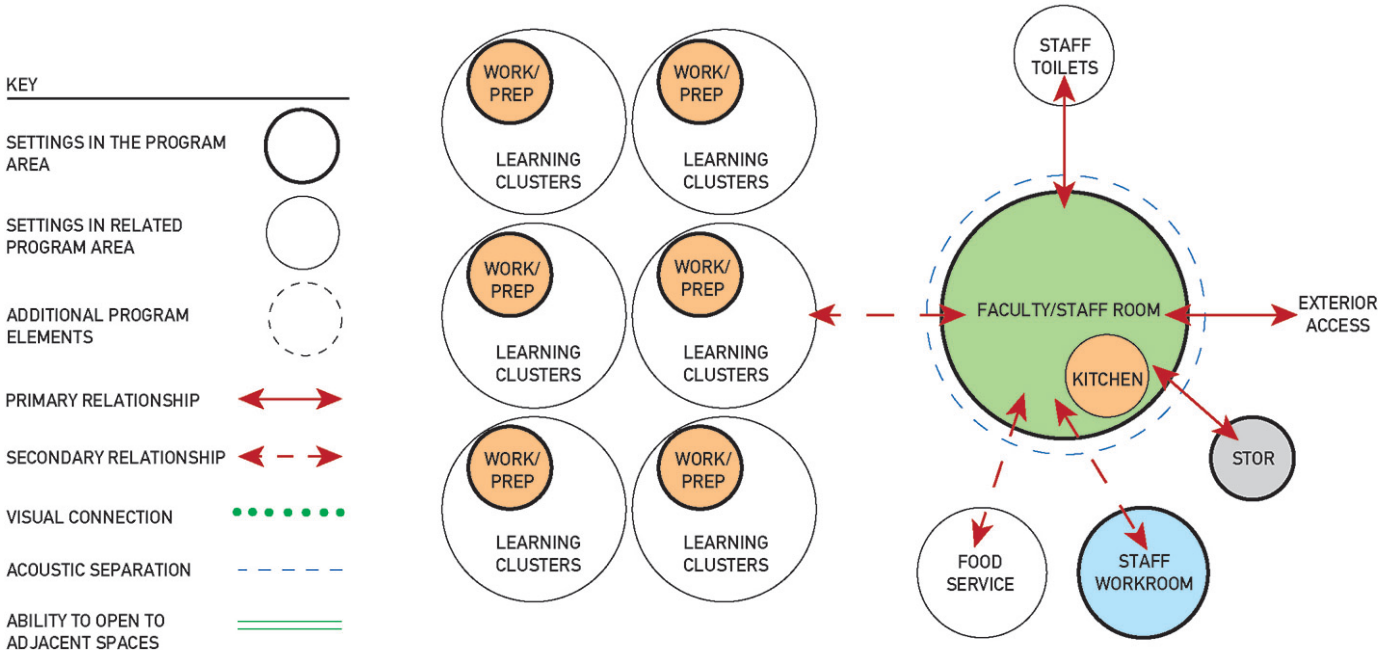 KEY
SETTINGS IN THE PROGRAM
AREA
SETTINGS IN RELATED
PROGRAM AREA
ADDITIONAL PROGRAM
ELEMENTS
PRIMARY RELATIONSHIP
SECONDARY RELATIONSHIP
VISUAL CONNECTION
ACOUSTIC SEPARATION
ABILITY TO OPEN TO
ADJACENT SPACES
WORK/
PREP
LEARNING
CLUSTERS
WORK/
PREP
LEARNING
CLUSTERS
WORK/
PREP
LEARNING
CLUSTERS
WORK/
PREP
LEARNING
CLUSTERS
WORK/
PREP
LEARNING
CLUSTERS
WORK/
PREP
LEARNING
CLUSTERS
STAFF
TOILETS
FACULTY/STAFF ROOM
EXTERIOR
ACCESS
KITCHEN
STOR
FOOD
SERVICE
STAFF
WORKROOM